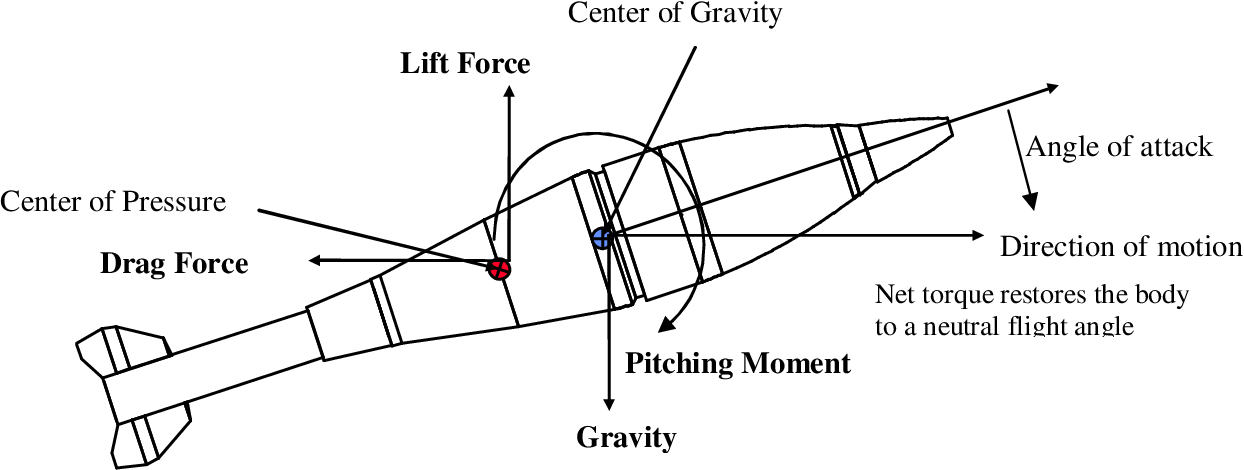 Center of Gravity
Lift Force
Angle of attack
Center of Pressure
Drag Force
Direction of motion
Net torque restores the body
to a neutral flight angle
Pitching Moment
Gravity